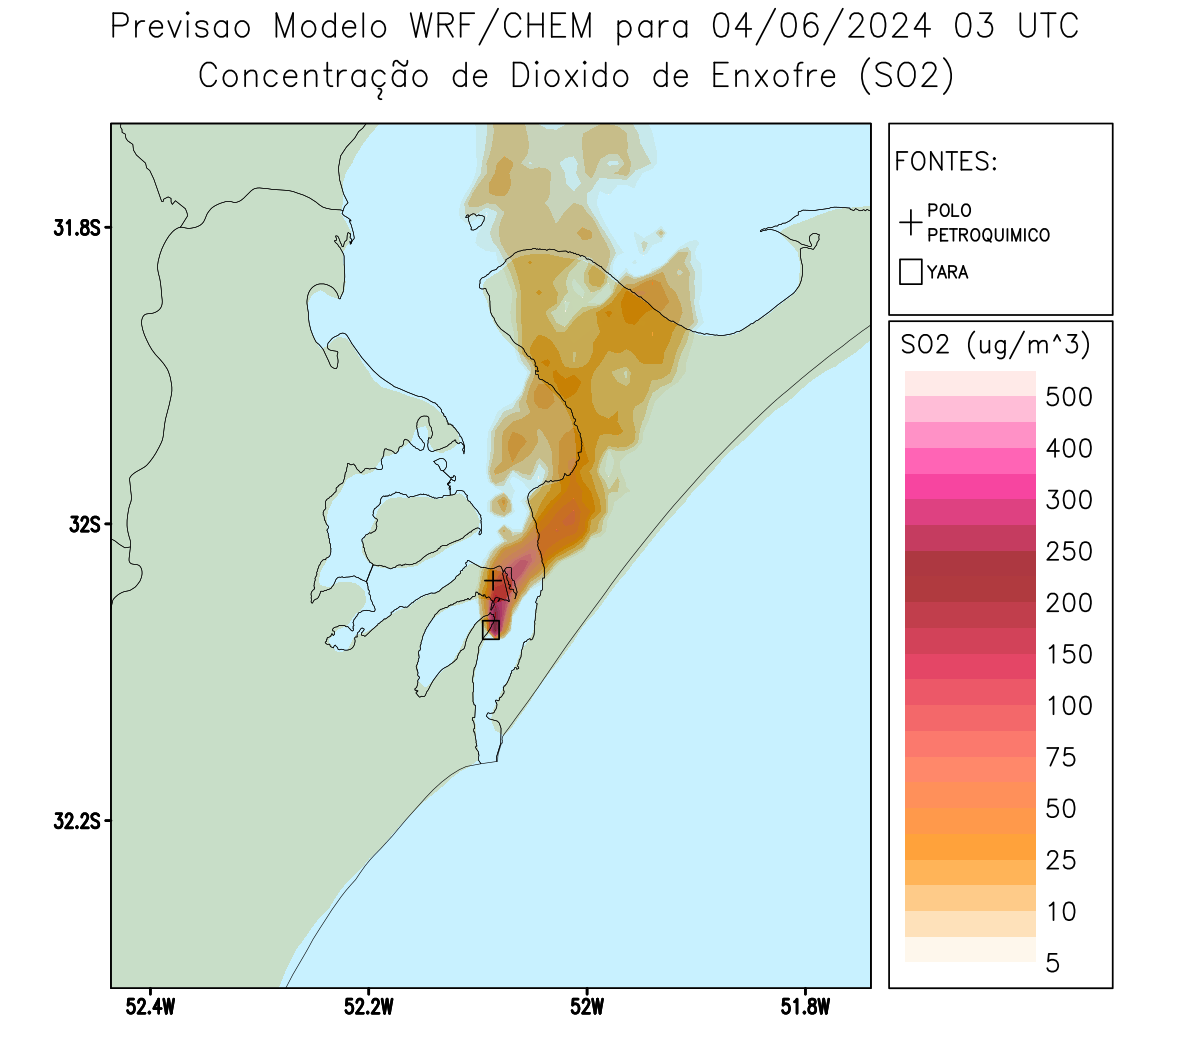 Previsao Modelo WRF/CHEM para 04/06/2024 03 UTC
Concentração de Dioxido de Enxofre (SO2)
FONTES:
POLO
PETROQUIMICO
YARA
SO2 (ug/m^3)
500
400
300
250
200
150
100
75
50
25
10
5
31.8S
32S
32.2S
52.4W
52.2W
52W
51.8W